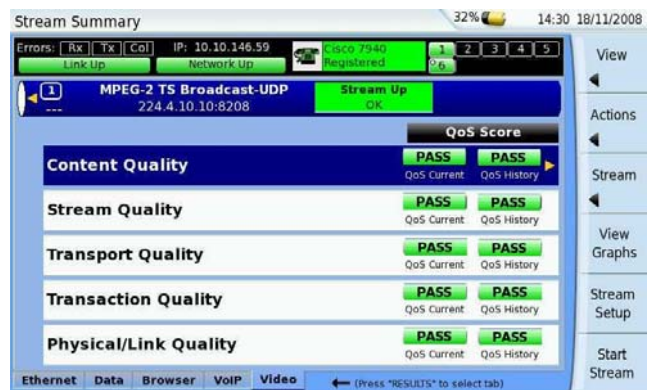 Stream Summary 32% 14:30 18/11/2008
Errors: Rx Tx Col IP: 10.10.146.59 Cisco 7940 1 2 3 4 5
Link Up Network Up Registered 6
1 MPEG-2 TS Broadcast-UDP Stream Up
--- 224.4.10.10:8208 OK
QoS Score
Content Quality PASS PASS
QoS Current QoS History
Stream Quality PASS PASS
QoS Current QoS History
Transport Quality PASS PASS
QoS Current QoS History
Transaction Quality PASS PASS
QoS Current QoS History
Physical/Link Quality PASS PASS
QoS Current QoS History
Ethernet Data Browser VoIP Video (Press "RESULTS" to select tab)
View
Actions
Stream
View
Graphs
Stream
Setup
Start
Stream